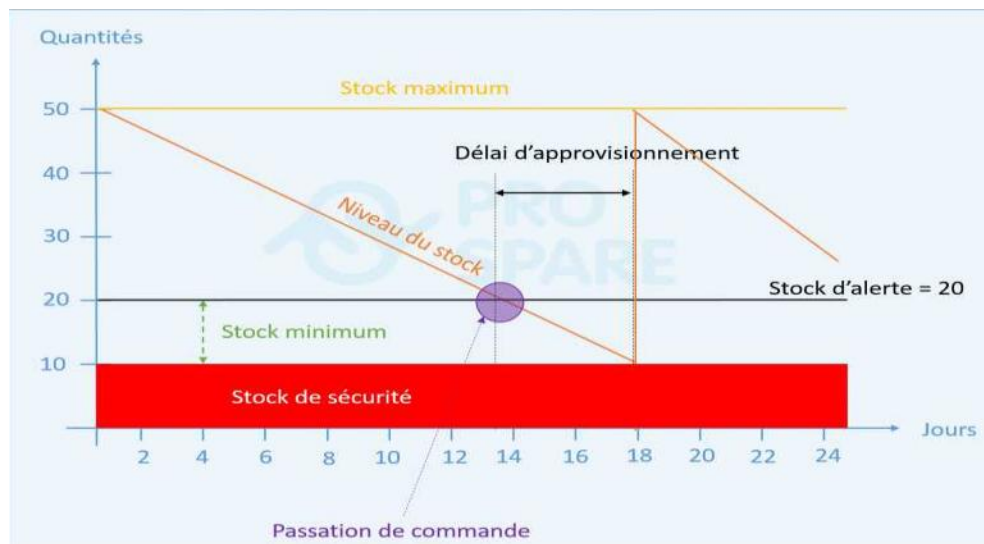 Quantités
Stock maximum
50
Délai d'approvisionnement
40
PRO
SPARE
Niveau du stock
30
Stock d'alerte = 20
20
Stock minimum
10
Stock de sécurité
Jours
2 4 6 8 10 12 14 16 18 20 22 24
Passation de commande